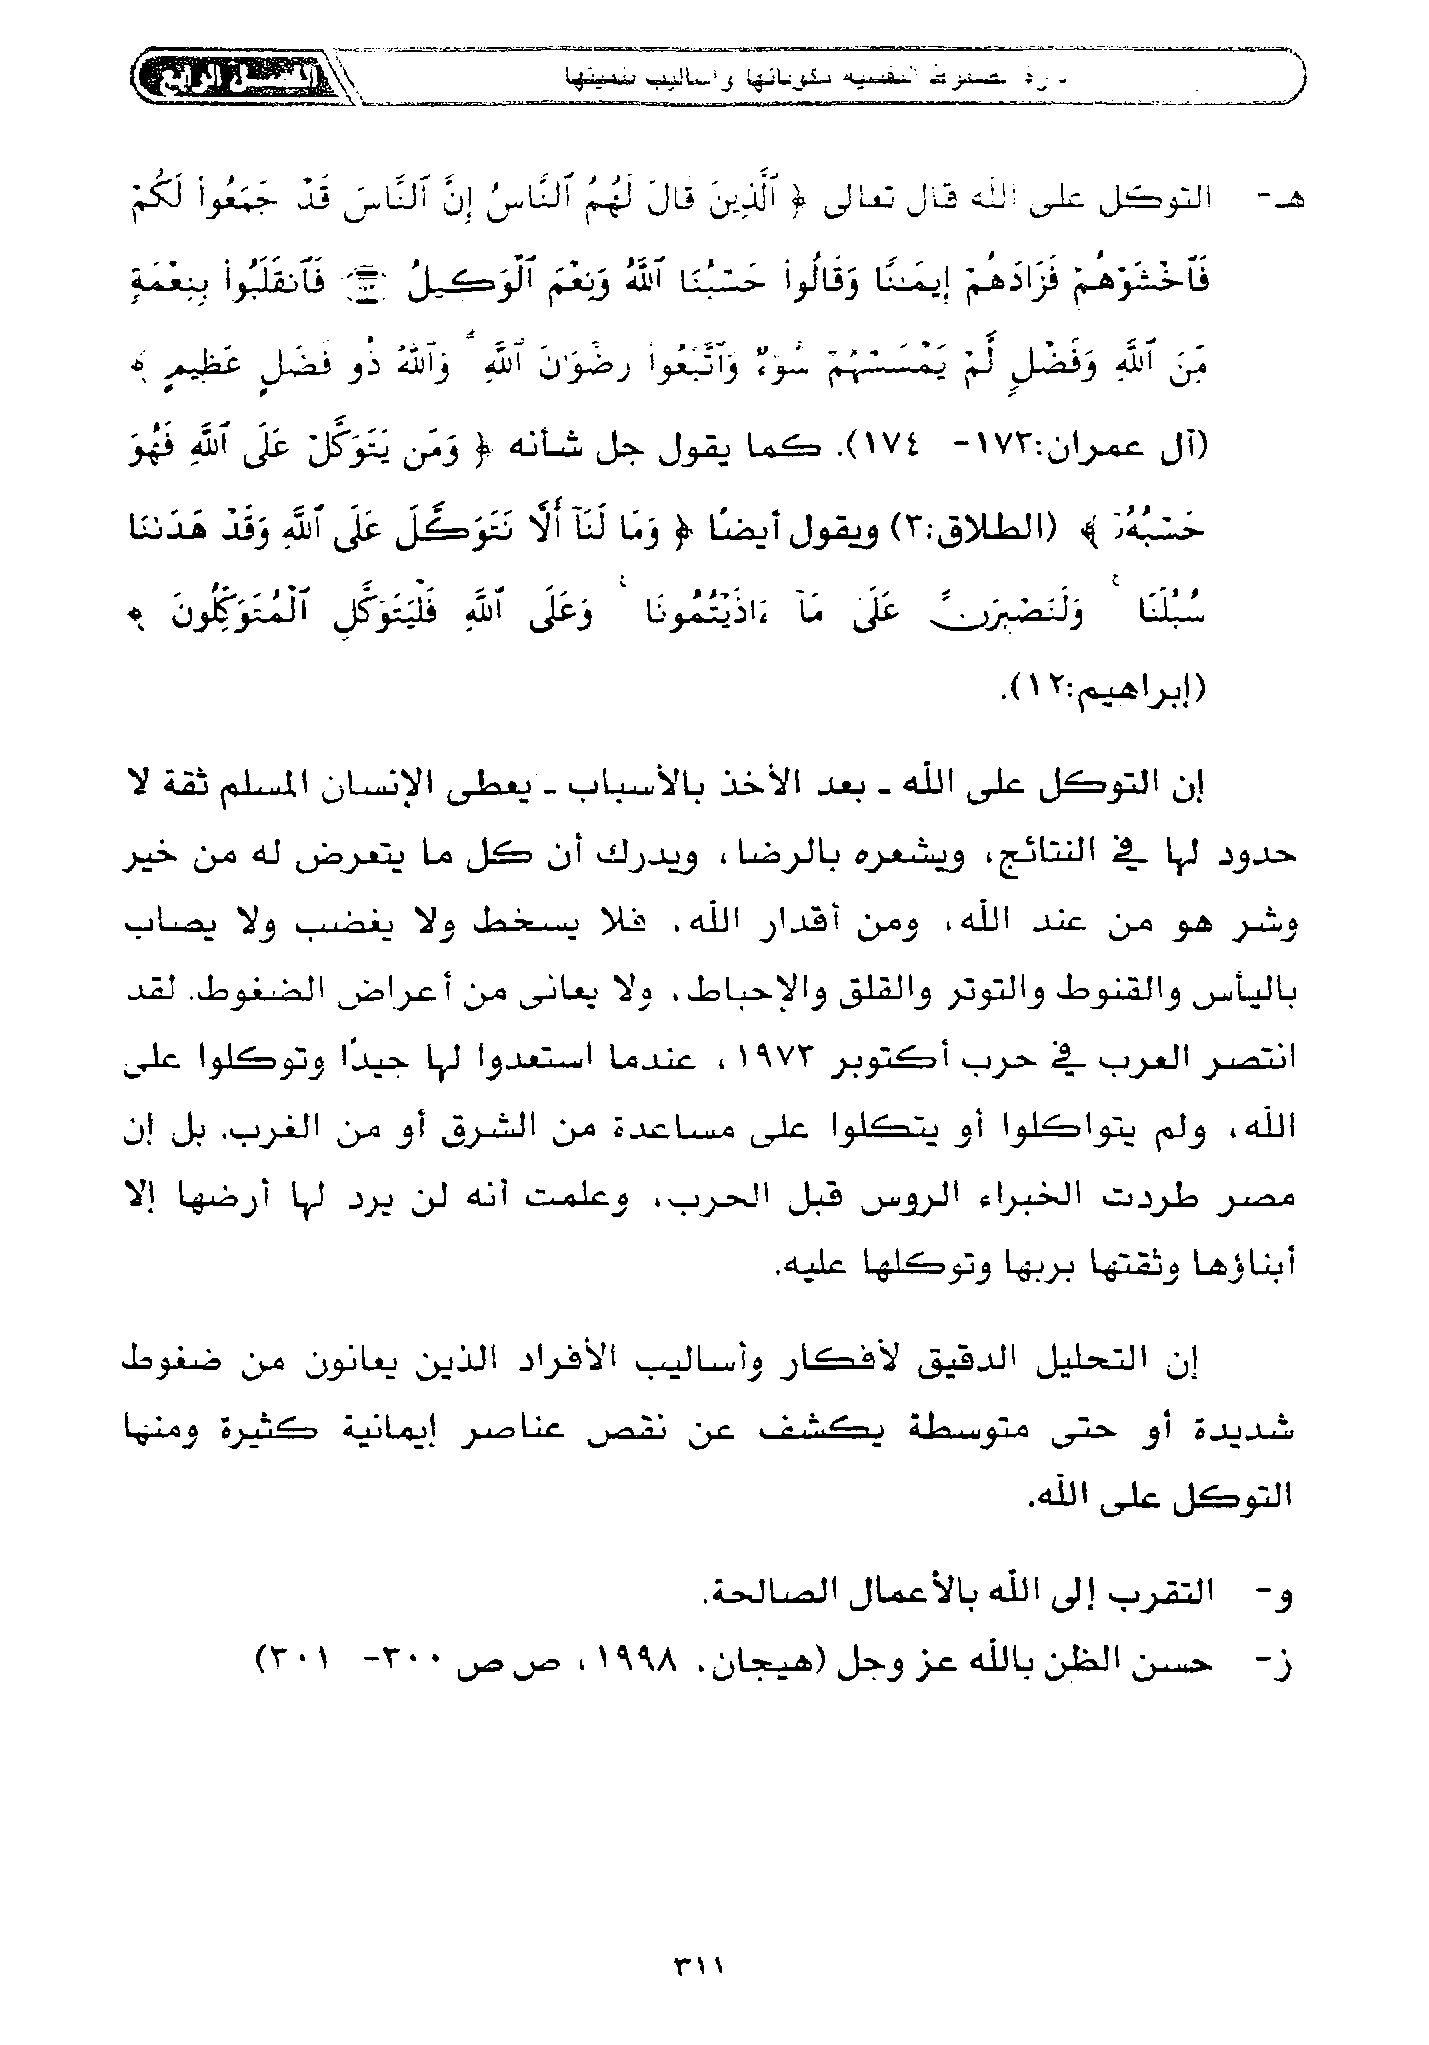 الفصل الرابع
النفسية مكوناتها وأساليب تنميتها
هـ- التوكل على الله قال تعالى ﴿ ٱلَّذِينَ قَالَ لَهُمُ ٱلنَّاسُ إِنَّ ٱلنَّاسَ قَدْ جَمَعُوا۟ لَكُمْ
فَٱخْشَوْهُمْ فَزَادَهُمْ إِيمَـٰنًا وَقَالُوا۟ حَسْبُنَا ٱللَّهُ وَنِعْمَ ٱلْوَكِيلُ فَٱنقَلَبُوا۟ بِنِعْمَةٍ
مِّنَ ٱللَّهِ وَفَضْلٍ لَّمْ يَمْسَسْهُمْ سُوٓءٌ وَٱتَّبَعُوا۟ رِضْوَٰنَ ٱللَّهِ ۗ وَٱللَّهُ ذُو فَضْلٍ عَظِيمٍ ﴾
(آل عمران:١٧٣- ١٧٤). كما يقول جل شأنه ﴿ وَمَن يَتَوَكَّلْ عَلَى ٱللَّهِ فَهُوَ
حَسْبُهُۥٓ ﴾ (الطلاق:٣) ويقول أيضًا ﴿ وَمَا لَنَآ أَلَّا نَتَوَكَّلَ عَلَى ٱللَّهِ وَقَدْ هَدَىٰنَا
سُبُلَنَا ۚ وَلَنَصْبِرَنَّ عَلَىٰ مَآ ءَاذَيْتُمُونَا ۚ وَعَلَى ٱللَّهِ فَلْيَتَوَكَّلِ ٱلْمُتَوَكِّلُونَ ﴾
(إبراهيم:١٢).
إن التوكل على الله - بعد الأخذ بالأسباب - يعطى الإنسان المسلم ثقة لا
حدود لها في النتائج، ويشعره بالرضا، ويدرك أن كل ما يتعرض له من خير
وشر هو من عند الله، ومن أقدار الله، فلا يسخط ولا يغضب ولا يصاب
باليأس والقنوط والتوتر والقلق والإحباط، ولا يعانى من أعراض الضغوط. لقد
انتصر العرب في حرب أكتوبر ١٩٧٣، عندما استعدوا لها جيدًا وتوكلوا على
الله، ولم يتواكلوا أو يتكلوا على مساعدة من الشرق أو من الغرب. بل إن
مصر طردت الخبراء الروس قبل الحرب، وعلمت أنه لن يرد لها أرضها إلا
أبناؤها وثقتها بربها وتوكلها عليه.
إن التحليل الدقيق لأفكار وأساليب الأفراد الذين يعانون من ضغوط
شديدة أو حتى متوسطة يكشف عن نقص عناصر إيمانية كثيرة ومنها
التوكل على الله.
و- التقرب إلى الله بالأعمال الصالحة.
ز- حسن الظن بالله عز وجل (هيجان، ١٩٩٨، ص ص ٣٠٠- ٣٠١)
٣١١